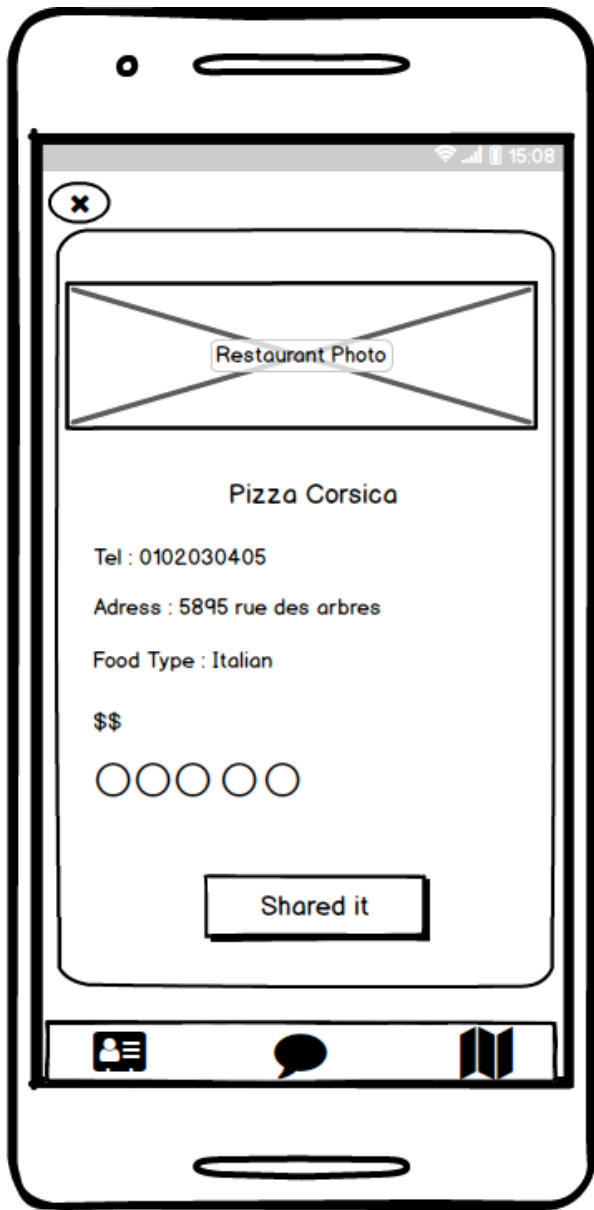 15:08
Restaurant Photo
Pizza Corsica
Tel : 0102030405
Adress : 5895 rue des arbres
Food Type : Italian
$$
Shared it